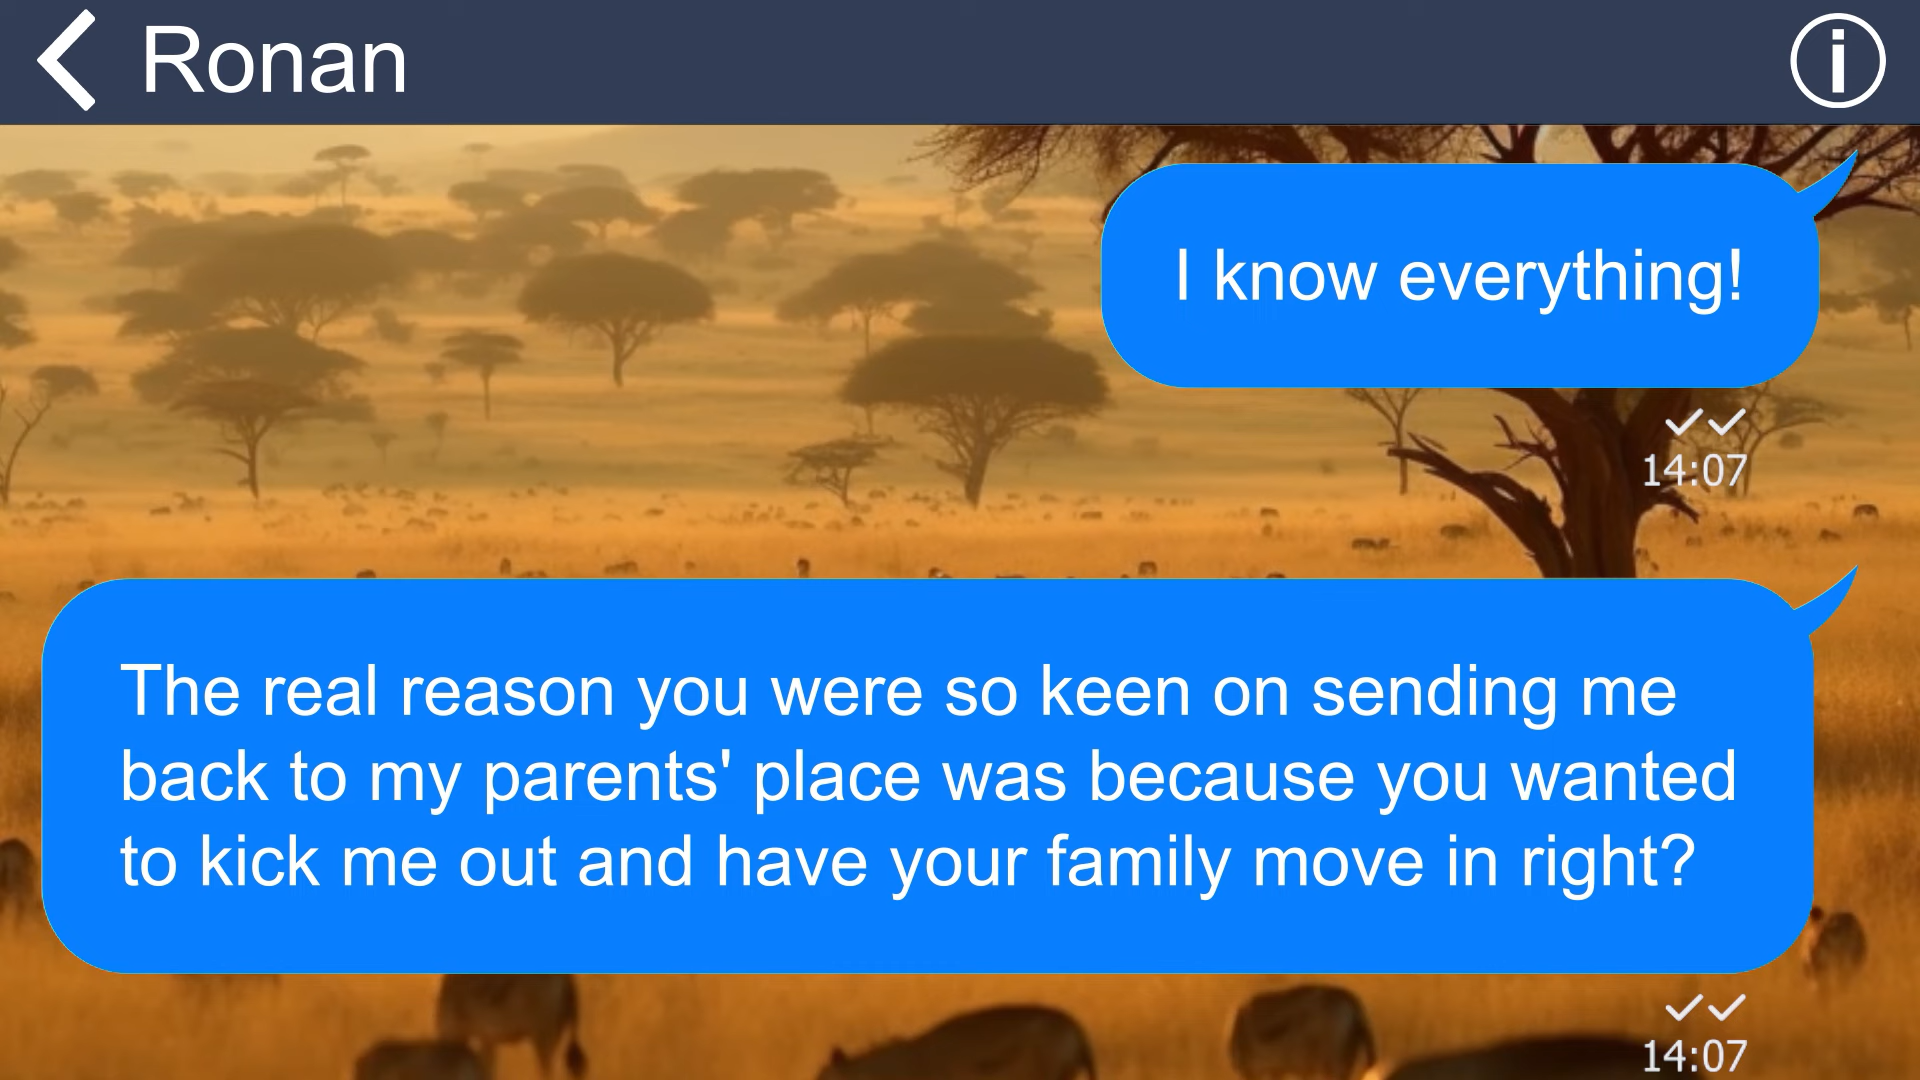 Ronan
I know everything!
14:07
The real reason you were so keen on sending me
back to my parents' place was because you wanted
to kick me out and have your family move in right?
14:07